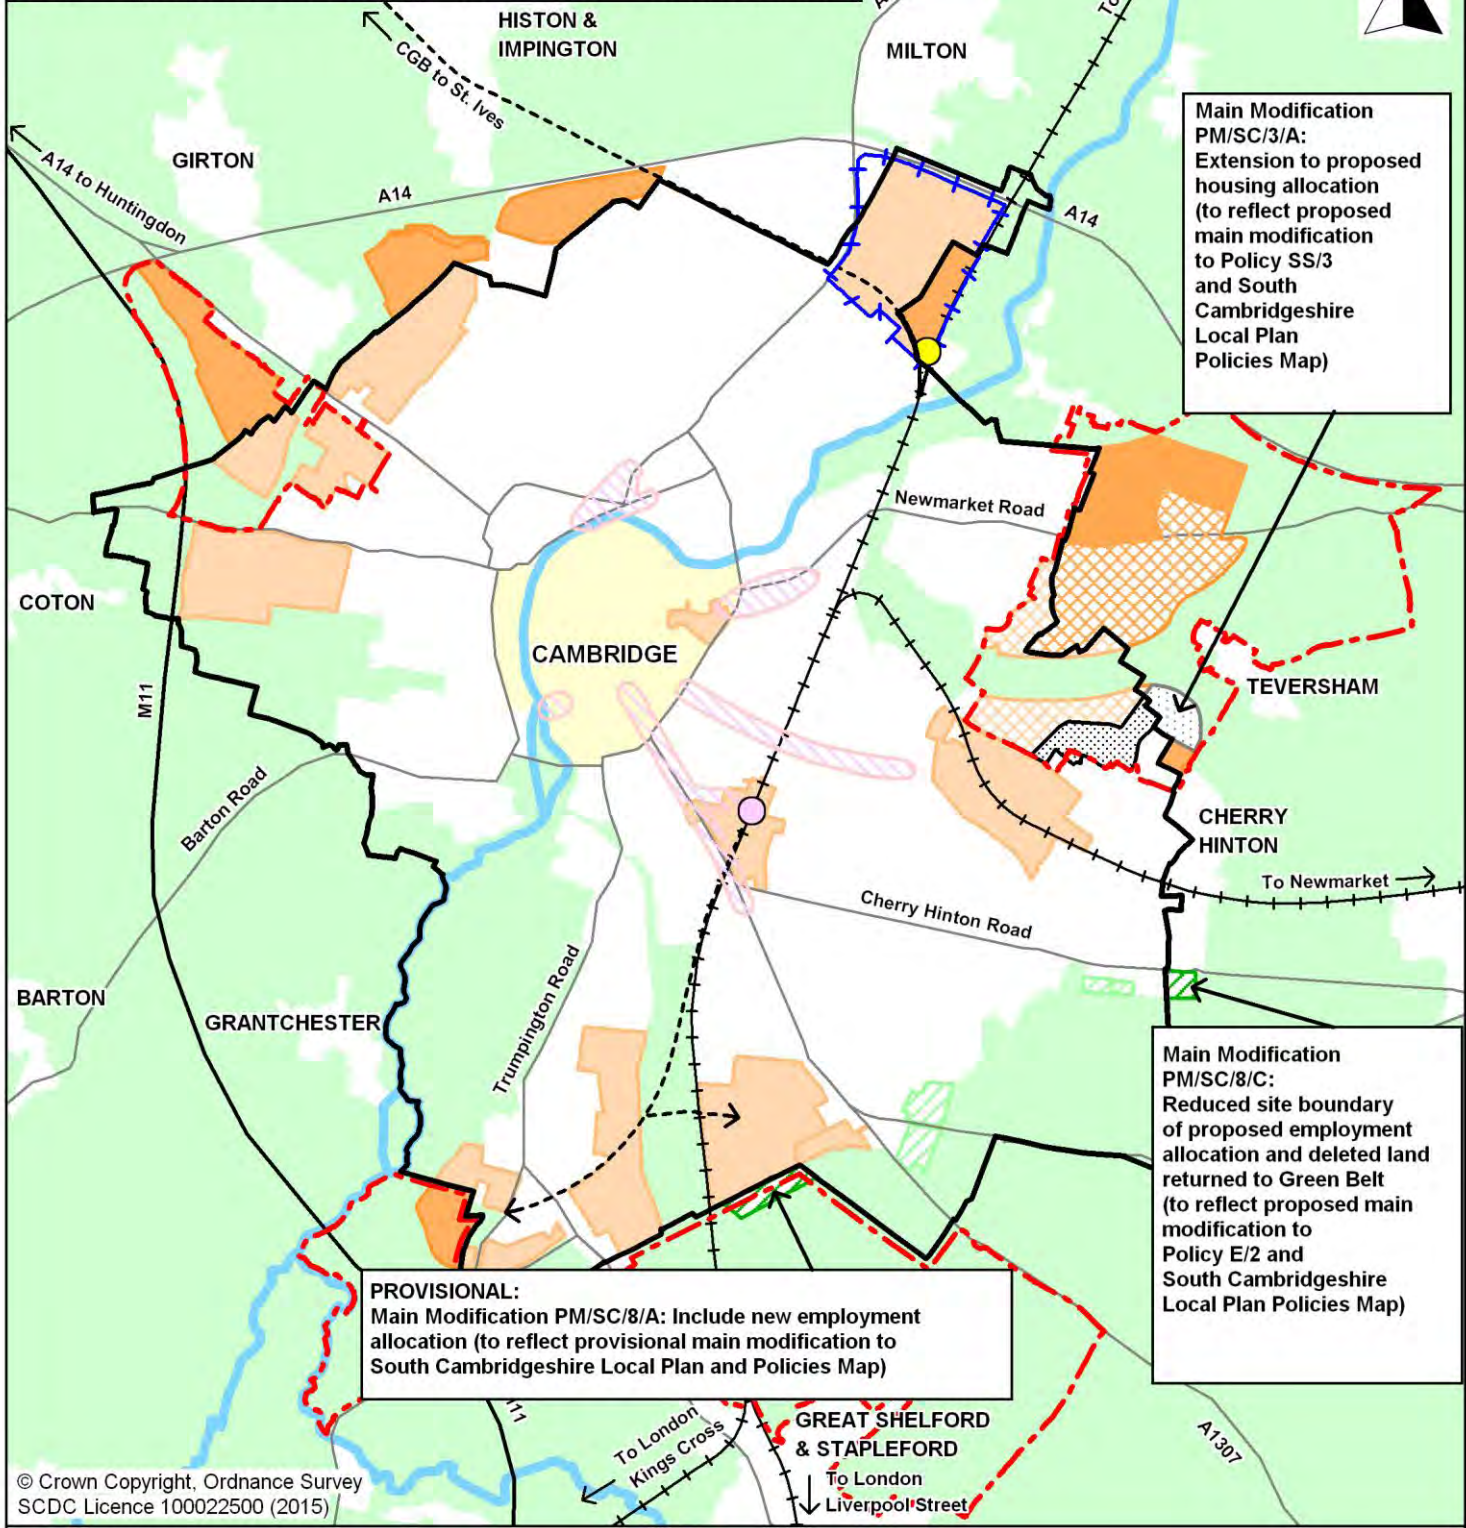 HISTON &
IMPINGTON
MILTON
CGB to St. Ives
GIRTON
A14 to Huntingdon
A14
A14
Main Modification
PM/SC/3/A:
Extension to proposed
housing allocation
(to reflect proposed
main modification
to Policy SS/3
and South
Cambridgeshire
Local Plan
Policies Map)
Newmarket Road
COTON
CAMBRIDGE
M11
TEVERSHAM
Barton Road
CHERRY
HINTON
To Newmarket
Cherry Hinton Road
BARTON
GRANTCHESTER
Trumpington Road
Main Modification
PM/SC/8/C:
Reduced site boundary
of proposed employment
allocation and deleted land
returned to Green Belt
(to reflect proposed main
modification to
Policy E/2 and
South Cambridgeshire
Local Plan Policies Map)
PROVISIONAL:
Main Modification PM/SC/8/A: Include new employment
allocation (to reflect provisional main modification to
South Cambridgeshire Local Plan and Policies Map)
GREAT SHELFORD
& STAPLEFORD
To London
Kings Cross
To London
Liverpool Street
A1307
© Crown Copyright, Ordnance Survey
SCDC Licence 100022500 (2015)